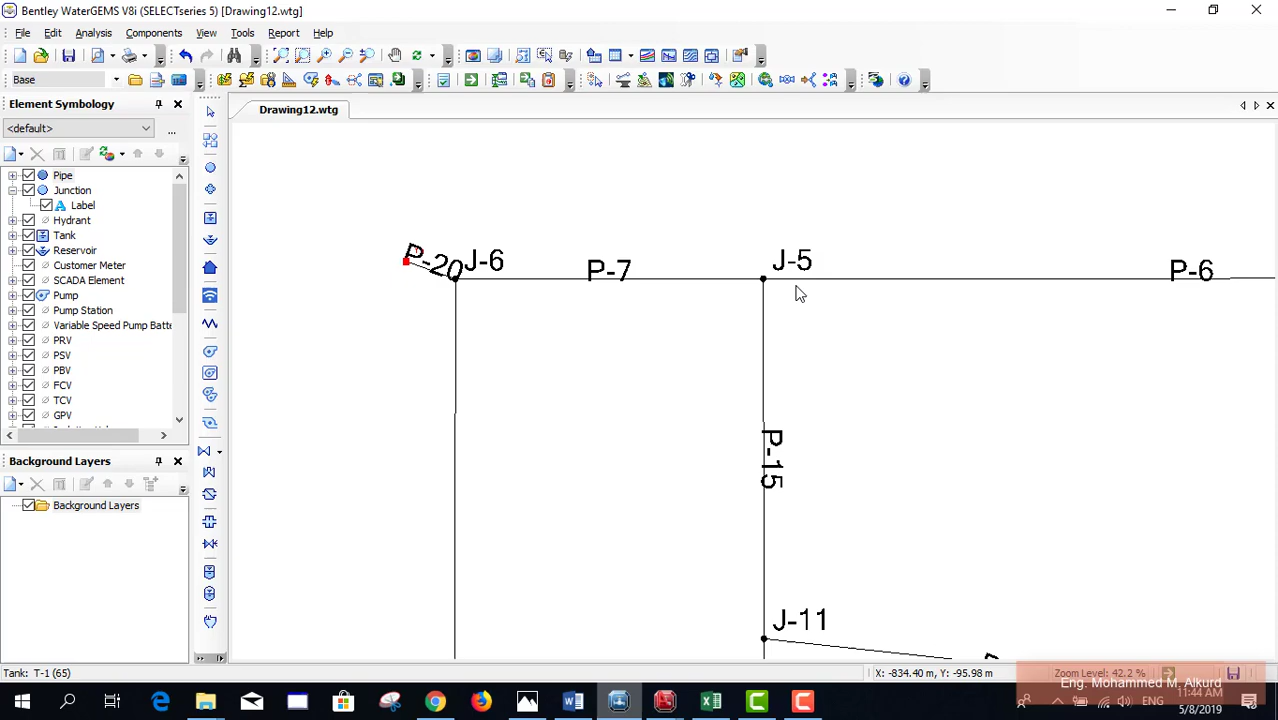 Bentley WaterGEMS V8i (SELECTseries 5) [Drawing12.wtg]
File Edit Analysis Components View Tools Report Help
Base
Element Symbology
Drawing12.wtg
<default>
...
Pipe
Junction
Label
Hydrant
Tank
Reservoir
Customer Meter
SCADA Element
Pump
Pump Station
Variable Speed Pump Batte
PRV
PSV
PBV
FCV
TCV
GPV
Background Layers
Background Layers
P-20
J-6
P-7
J-5
P-6
P-15
J-11
Tank: T-1 (65)
X: -834.40 m, Y: -95.98 m
Zoom Level: 42.2 %
Eng. Mohammed M. Alkurd
11:44 AM
5/8/2019